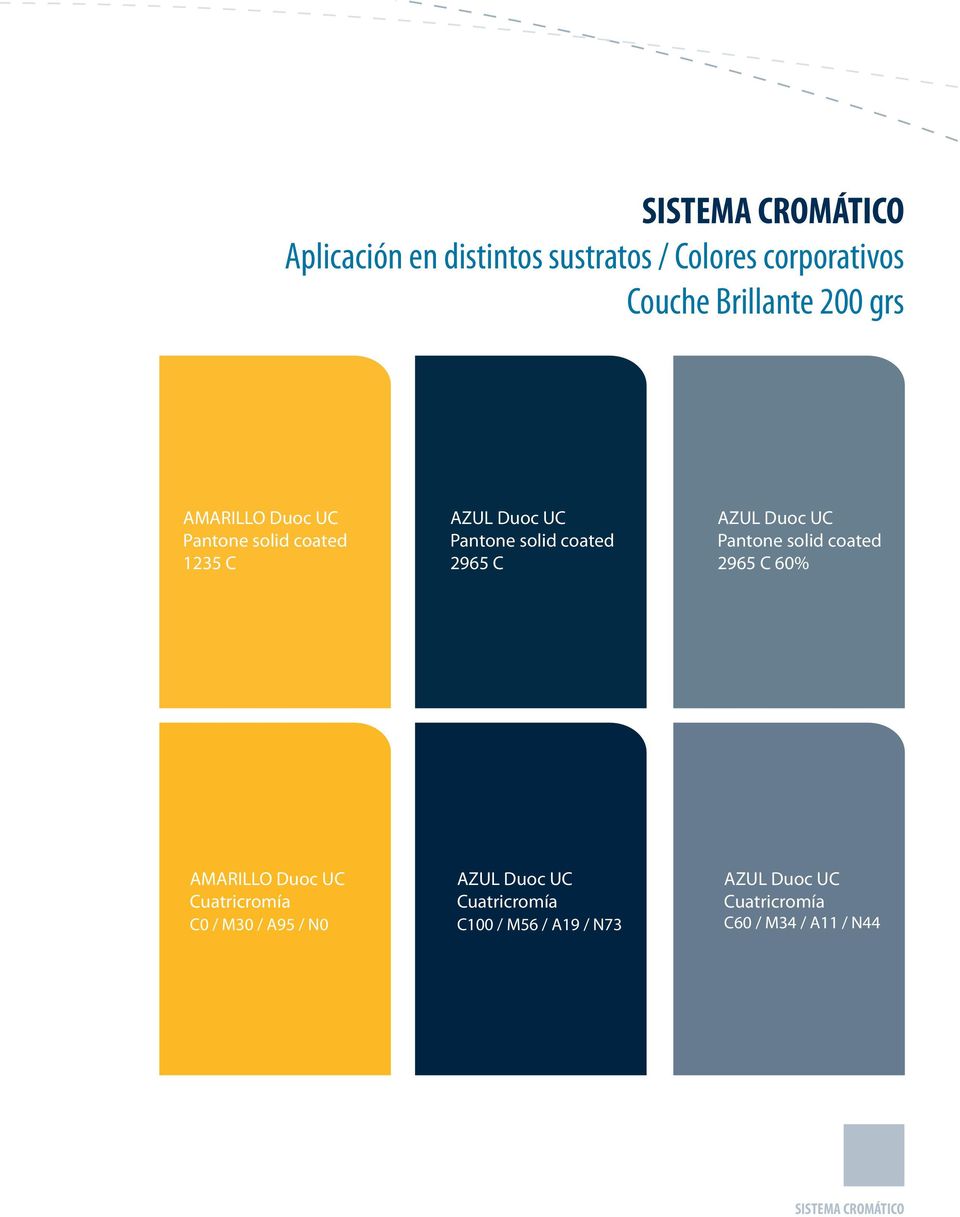 SISTEMA CROMÁTICO
Aplicación en distintos sustratos / Colores corporativos
Couche Brillante 200 grs
AMARILLO Duoc UC
Pantone solid coated
1235 C
AZUL Duoc UC
Pantone solid coated
2965 C
AZUL Duoc UC
Pantone solid coated
2965 C 60%
AMARILLO Duoc UC
Cuatricromía
C0 / M30 / A95 / N0
AZUL Duoc UC
Cuatricromía
C100 / M56 / A19 / N73
AZUL Duoc UC
Cuatricromía
C60 / M34 / A11 / N44
SISTEMA CROMÁTICO